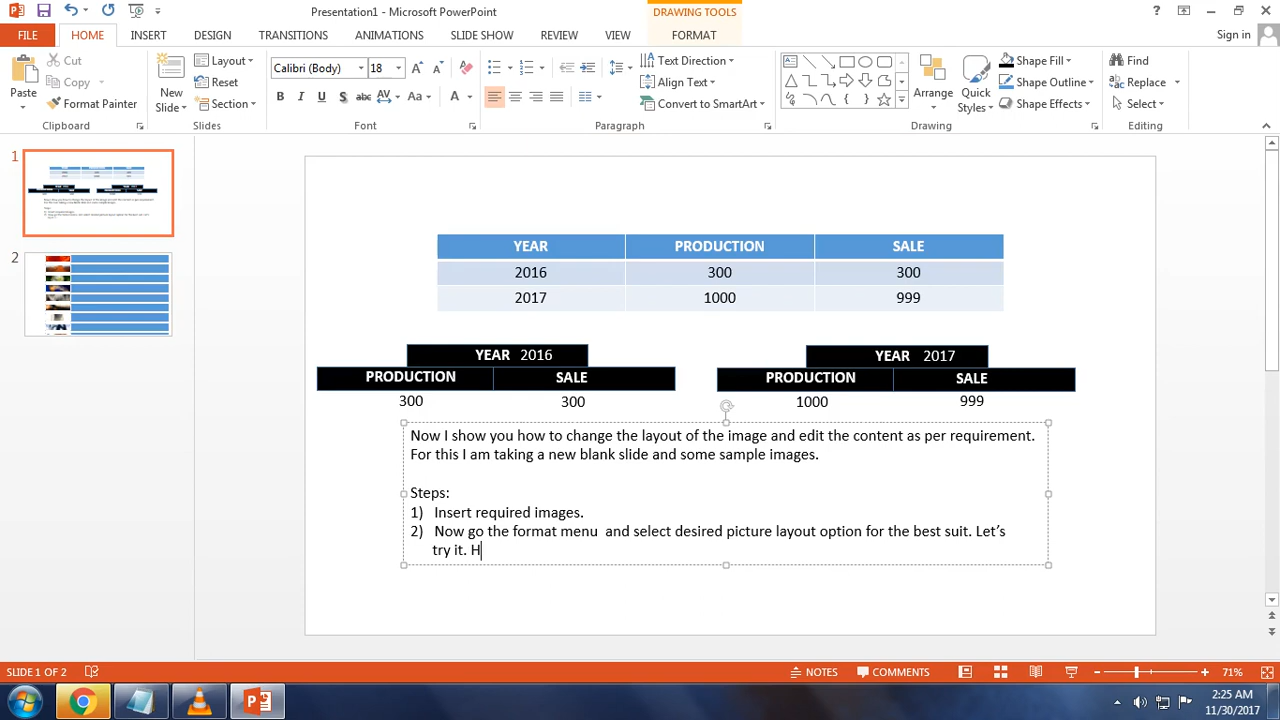 Presentation1 - Microsoft PowerPoint
DRAWING TOOLS
?
FILE HOME INSERT DESIGN TRANSITIONS ANIMATIONS SLIDE SHOW REVIEW VIEW FORMAT Sign in
Paste
Cut
Copy
Format Painter
Clipboard
New Slide
Layout
Reset
Section
Slides
Calibri (Body) 18
B I U S abc AV Aa A
Font
Text Direction
Align Text
Convert to SmartArt
Paragraph
Arrange
Quick Styles
Shape Fill
Shape Outline
Shape Effects
Drawing
Find
Replace
Select
Editing
1
2
YEAR PRODUCTION SALE
2016 300 300
2017 1000 999
YEAR 2016
PRODUCTION SALE
300 300
YEAR 2017
PRODUCTION SALE
1000 999
Now I show you how to change the layout of the image and edit the content as per requirement.
For this I am taking a new blank slide and some sample images.
Steps:
1) Insert required images.
2) Now go the format menu  and select desired picture layout option for the best suit. Let’s
try it. H
SLIDE 1 OF 2
NOTES COMMENTS 71%
2:25 AM
11/30/2017